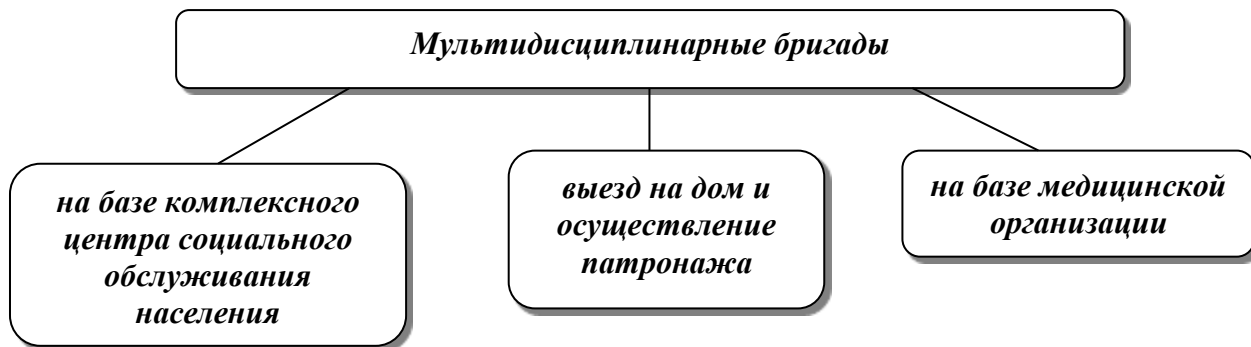 Мультидисциплинарные бригады
на базе комплексного
центра социального
обслуживания
населения
выезд на дом и
осуществление
патронажа
на базе медицинской
организации